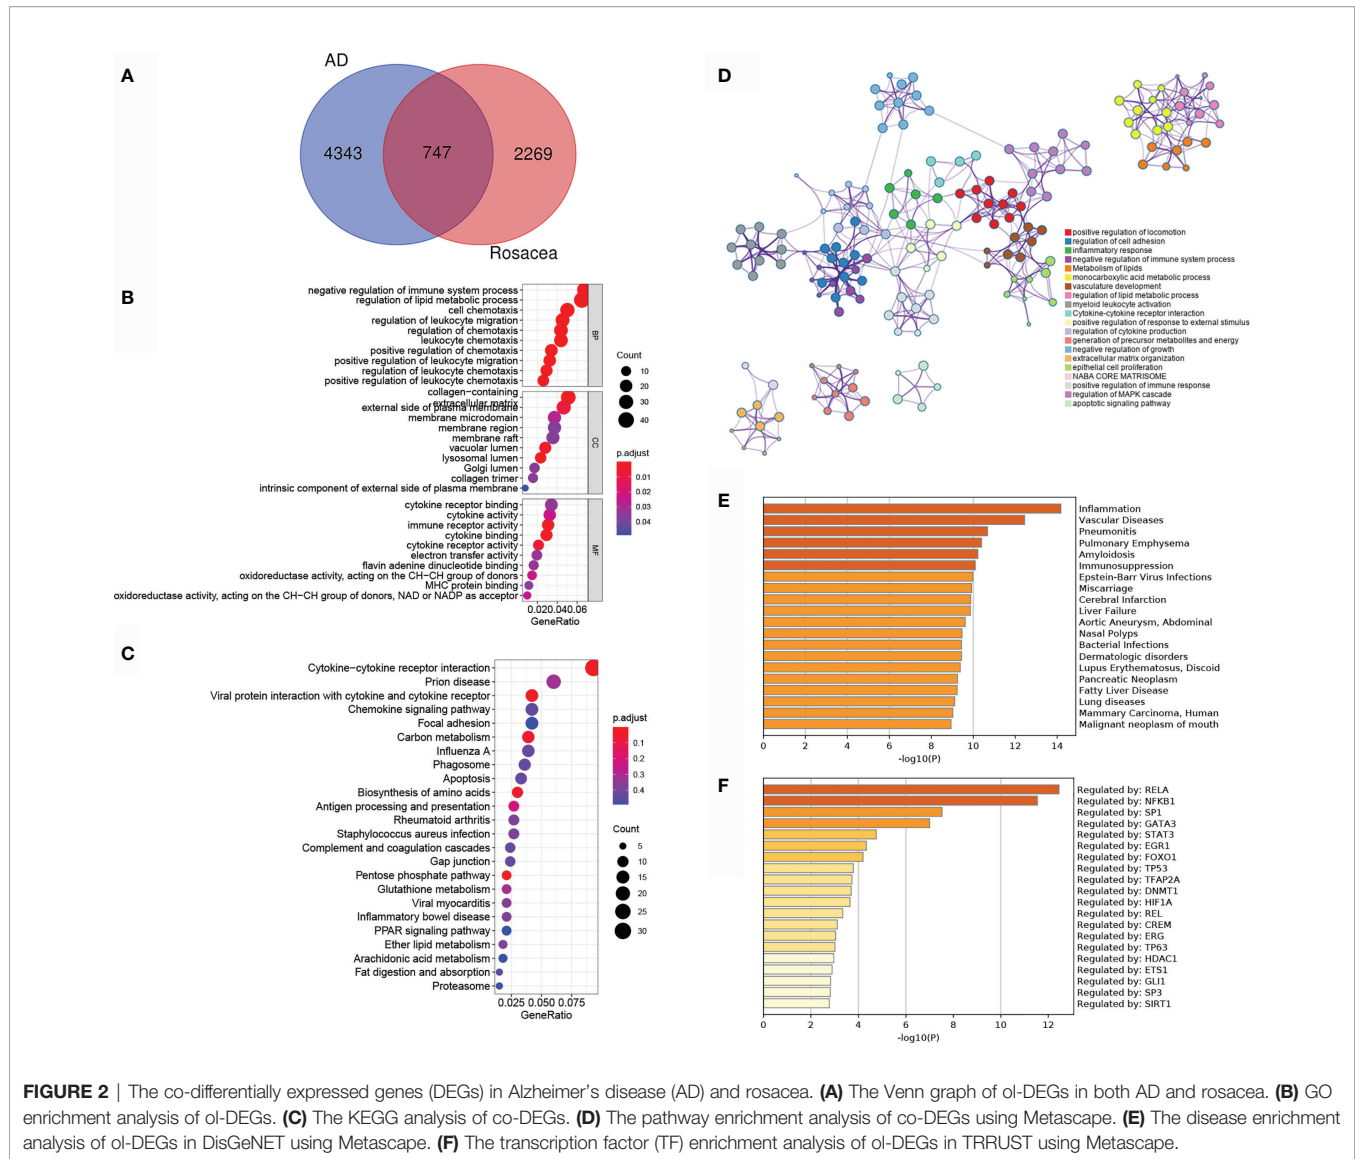 A
AD
4343
747
2269
Rosacea
B
negative regulation of immune system process
regulation of lipid metabolic process
cell chemotaxis
regulation of leukocyte migration
regulation of chemotaxis
leukocyte chemotaxis
positive regulation of chemotaxis
positive regulation of leukocyte migration
regulation of leukocyte chemotaxis
positive regulation of leukocyte chemotaxis
BP
collagen-containing
extracellular matrix
external side of plasma membrane
membrane microdomain
membrane region
membrane raft
vacuolar lumen
lysosomal lumen
Golgi lumen
collagen trimer
intrinsic component of external side of plasma membrane
CC
cytokine receptor binding
cytokine activity
immune receptor activity
cytokine binding
cytokine receptor activity
electron transfer activity
flavin adenine dinucleotide binding
oxidoreductase activity, acting on the CH-CH group of donors
MHC protein binding
oxidoreductase activity, acting on the CH-CH group of donors, NAD or NADP as acceptor
MF
0.020.040.06
GeneRatio
Count
10
20
30
40
p.adjust
0.01
0.02
0.03
0.04
C
Cytokine-cytokine receptor interaction
Prion disease
Viral protein interaction with cytokine and cytokine receptor
Chemokine signaling pathway
Focal adhesion
Carbon metabolism
Influenza A
Phagosome
Apoptosis
Biosynthesis of amino acids
Antigen processing and presentation
Rheumatoid arthritis
Staphylococcus aureus infection
Complement and coagulation cascades
Gap junction
Pentose phosphate pathway
Glutathione metabolism
Viral myocarditis
Inflammatory bowel disease
PPAR signaling pathway
Ether lipid metabolism
Arachidonic acid metabolism
Fat digestion and absorption
Proteasome
0.025 0.050 0.075
GeneRatio
p.adjust
0.1
0.2
0.3
0.4
Count
5
10
15
20
25
30
D
positive regulation of locomotion
regulation of cell adhesion
inflammatory response
negative regulation of immune system process
Metabolism of lipids
monocarboxylic acid metabolic process
vasculature development
regulation of lipid metabolic process
myeloid leukocyte activation
Cytokine-cytokine receptor interaction
positive regulation of response to external stimulus
regulation of cytokine production
generation of precursor metabolites and energy
negative regulation of growth
extracellular matrix organization
epithelial cell proliferation
NABA CORE MATRISOME
positive regulation of immune response
regulation of MAPK cascade
apoptotic signaling pathway
E
Inflammation
Vascular Diseases
Pneumonitis
Pulmonary Emphysema
Amyloidosis
Immunosuppression
Epstein-Barr Virus Infections
Miscarriage
Cerebral Infarction
Liver Failure
Aortic Aneurysm, Abdominal
Nasal Polyps
Bacterial Infections
Dermatologic disorders
Lupus Erythematosus, Discoid
Pancreatic Neoplasm
Fatty Liver Disease
Lung diseases
Mammary Carcinoma, Human
Malignant neoplasm of mouth
0 2 4 6 8 10 12 14
-log10(P)
F
Regulated by: RELA
Regulated by: NFKB1
Regulated by: SP1
Regulated by: GATA3
Regulated by: STAT3
Regulated by: EGR1
Regulated by: FOXO1
Regulated by: TP53
Regulated by: TFAP2A
Regulated by: DNMT1
Regulated by: HIF1A
Regulated by: REL
Regulated by: CREM
Regulated by: ERG
Regulated by: TP63
Regulated by: HDAC1
Regulated by: ETS1
Regulated by: GLI1
Regulated by: SP3
Regulated by: SIRT1
0 2 4 6 8 10 12
-log10(P)
FIGURE 2 | The co-differentially expressed genes (DEGs) in Alzheimer's disease (AD) and rosacea. (A) The Venn graph of ol-DEGs in both AD and rosacea. (B) GO
enrichment analysis of ol-DEGs. (C) The KEGG analysis of co-DEGs. (D) The pathway enrichment analysis of co-DEGs using Metascape. (E) The disease enrichment
analysis of ol-DEGs in DisGeNET using Metascape. (F) The transcription factor (TF) enrichment analysis of ol-DEGs in TRRUST using Metascape.